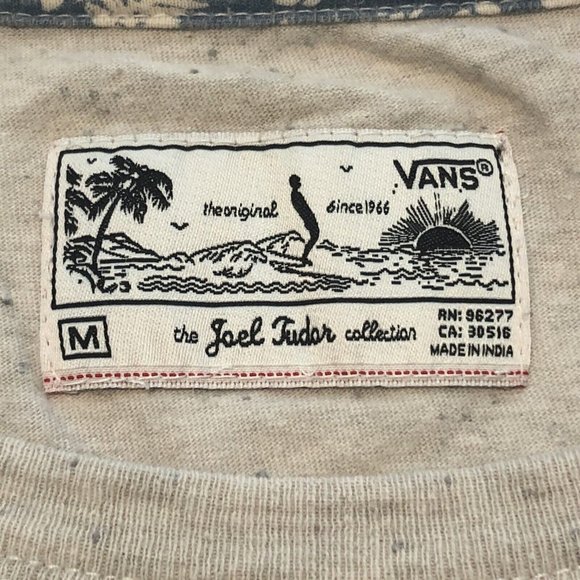 VANS®
the original since 1966
M
the Joel Tudor collection
RN: 96277
CA: 30516
MADE IN INDIA